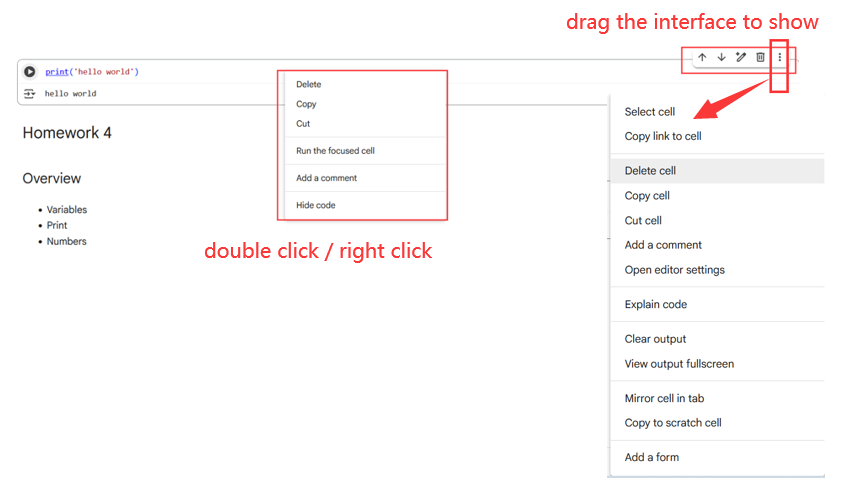 drag the interface to show
print('hello world')
hello world
Homework 4
Overview
• Variables
• Print
• Numbers
Delete
Copy
Cut
Run the focused cell
Add a comment
Hide code
double click / right click
Select cell
Copy link to cell
Delete cell
Copy cell
Cut cell
Add a comment
Open editor settings
Explain code
Clear output
View output fullscreen
Mirror cell in tab
Copy to scratch cell
Add a form